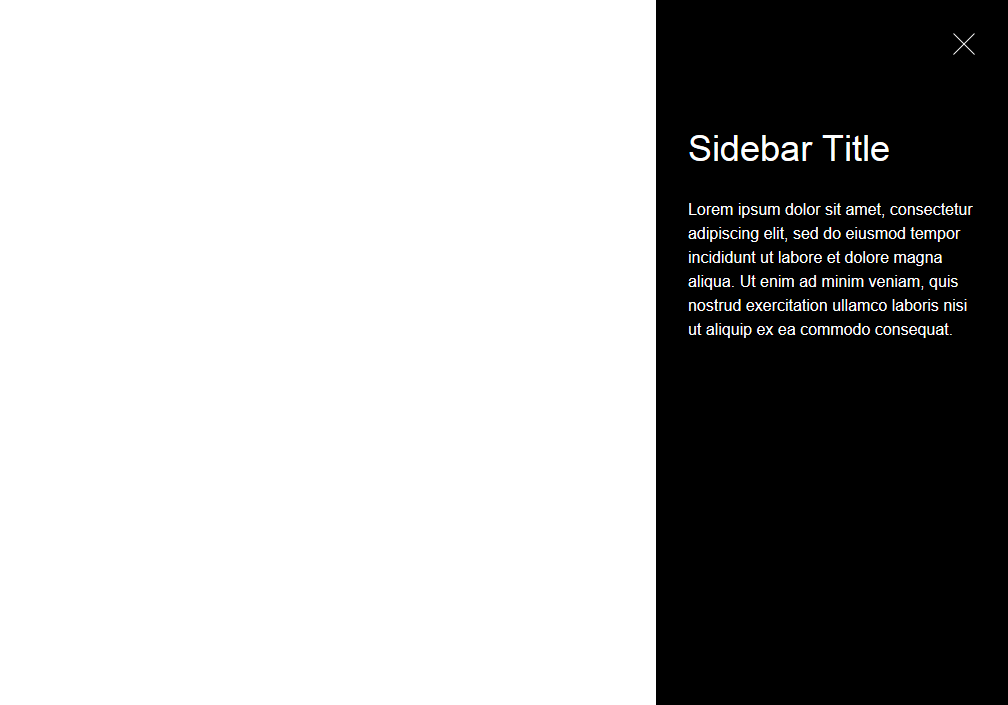 Sidebar Title
Lorem ipsum dolor sit amet, consectetur
adipiscing elit, sed do eiusmod tempor
incididunt ut labore et dolore magna
aliqua. Ut enim ad minim veniam, quis
nostrud exercitation ullamco laboris nisi
ut aliquip ex ea commodo consequat.